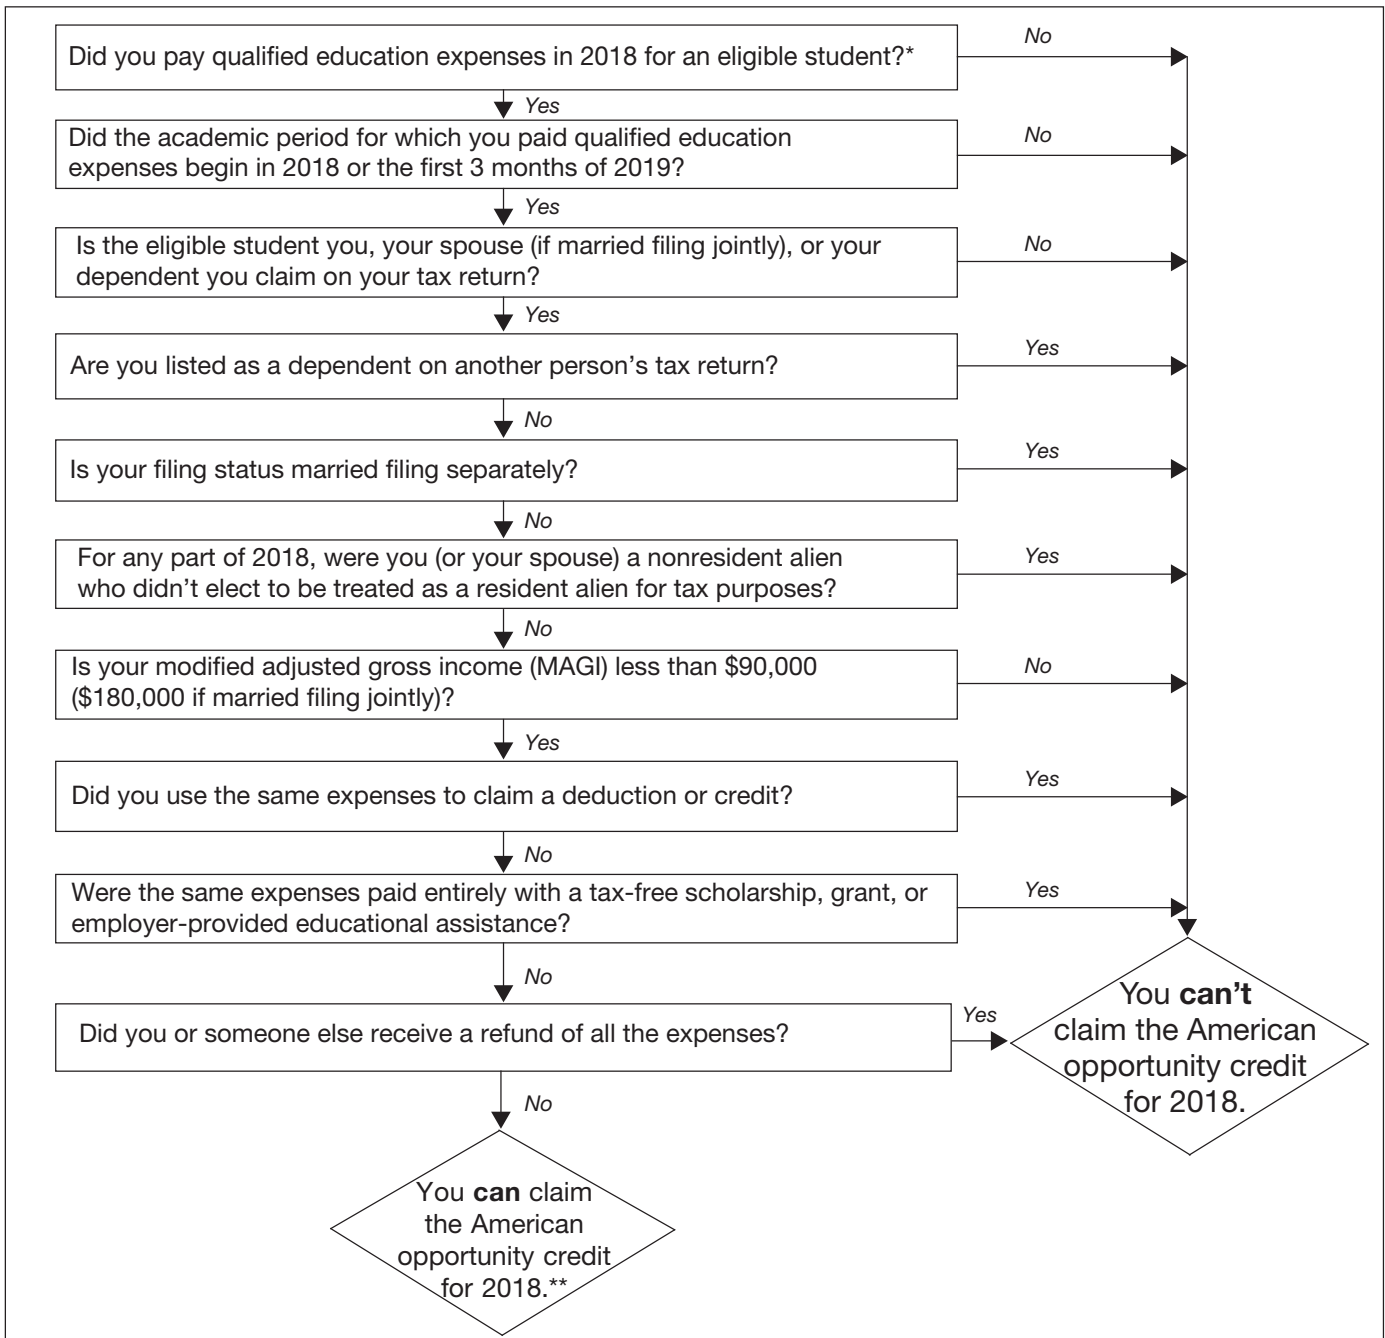 Did you pay qualified education expenses in 2018 for an eligible student?*
No
Yes
Did the academic period for which you paid qualified education
expenses begin in 2018 or the first 3 months of 2019?
No
Yes
Is the eligible student you, your spouse (if married filing jointly), or your
dependent you claim on your tax return?
No
Yes
Are you listed as a dependent on another person’s tax return?
Yes
No
Is your filing status married filing separately?
Yes
No
For any part of 2018, were you (or your spouse) a nonresident alien
who didn’t elect to be treated as a resident alien for tax purposes?
Yes
No
Is your modified adjusted gross income (MAGI) less than $90,000
($180,000 if married filing jointly)?
No
Yes
Did you use the same expenses to claim a deduction or credit?
Yes
No
Were the same expenses paid entirely with a tax-free scholarship, grant, or
employer-provided educational assistance?
Yes
No
Did you or someone else receive a refund of all the expenses?
Yes
You can't
claim the American
opportunity credit
for 2018.
No
You can claim
the American
opportunity credit
for 2018.**